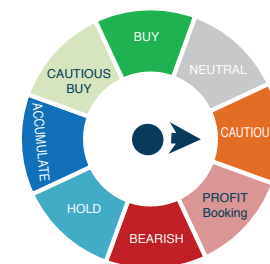 BUY
NEUTRAL
CAUTIOU
PROFIT
Booking
BEARISH
HOLD
ACCUMULATE
CAUTIOUS
BUY